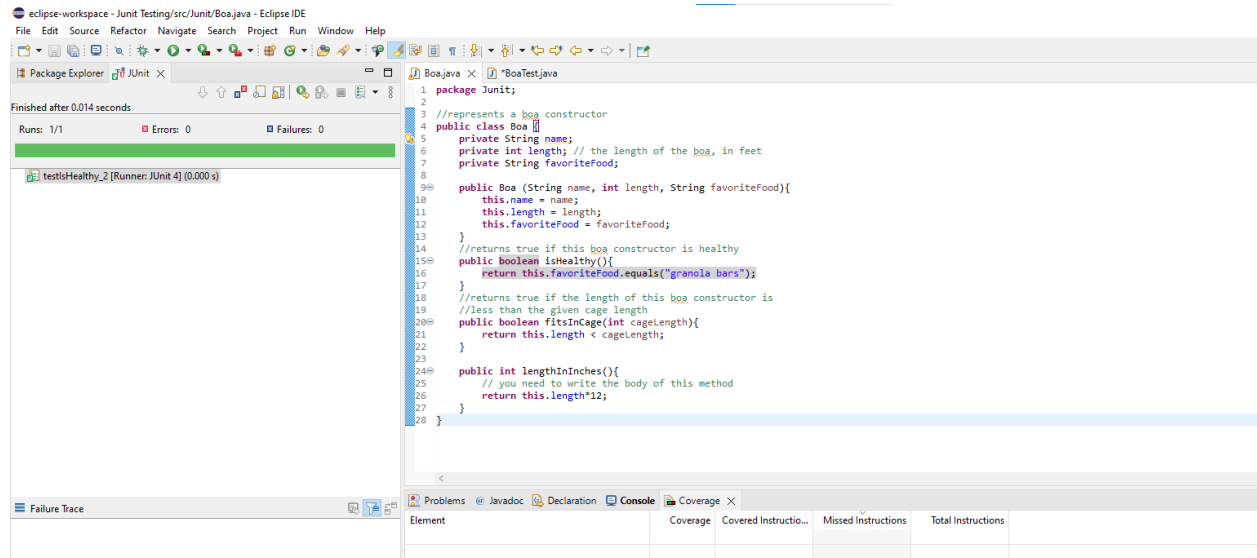 eclipse-workspace - Junit Testing/src/Junit/Boa.java - Eclipse IDE
File Edit Source Refactor Navigate Search Project Run Window Help
Package Explorer JUnit
Finished after 0.014 seconds
Runs: 1/1 Errors: 0 Failures: 0
testIsHealthy_2 [Runner: JUnit 4] (0.000 s)
Failure Trace
Boa.java *BoaTest.java
1 package Junit;
2
3 //represents a boa constructor
4 public class Boa {
5 private String name;
6 private int length; // the length of the boa, in feet
7 private String favoriteFood;
8
9 public Boa (String name, int length, String favoriteFood){
10 this.name = name;
11 this.length = length;
12 this.favoriteFood = favoriteFood;
13 }
14 //returns true if this boa constructor is healthy
15 public boolean isHealthy(){
16 return this.favoriteFood.equals("granola bars");
17 }
18 //returns true if the length of this boa constructor is
19 //less than the given cage length
20 public boolean fitsInCage(int cageLength){
21 return this.length < cageLength;
22 }
23
24 public int lengthInInches(){
25 // you need to write the body of this method
26 return this.length*12;
27 }
28 }
Problems @ Javadoc Declaration Console Coverage
Element Coverage Covered Instructio... Missed Instructions Total Instructions